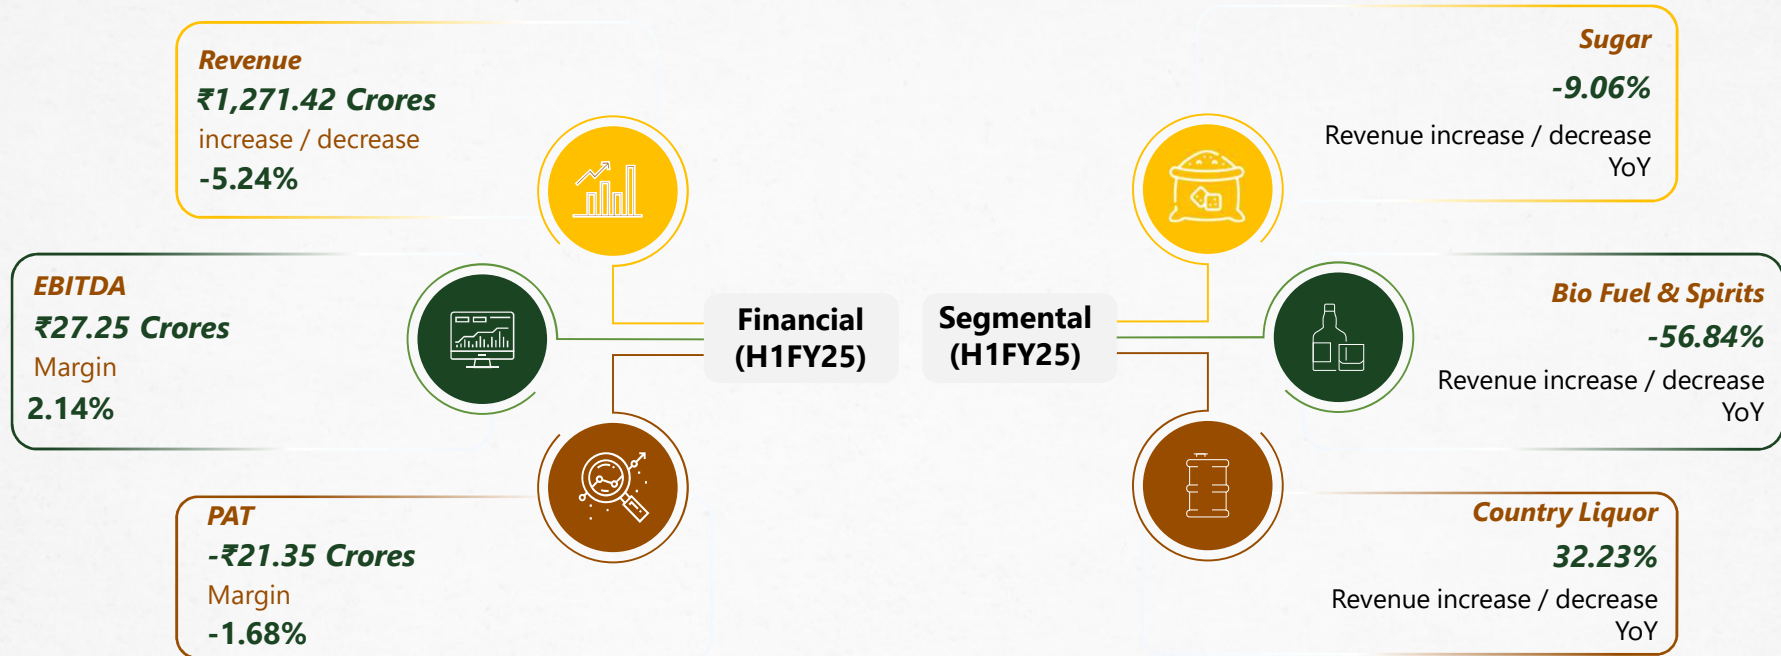 Revenue
₹1,271.42 Crores
increase / decrease
-5.24%
EBITDA
₹27.25 Crores
Margin
2.14%
PAT
-₹21.35 Crores
Margin
-1.68%
Financial
(H1FY25)
Segmental
(H1FY25)
Sugar
-9.06%
Revenue increase / decrease
YoY
Bio Fuel & Spirits
-56.84%
Revenue increase / decrease
YoY
Country Liquor
32.23%
Revenue increase / decrease
YoY